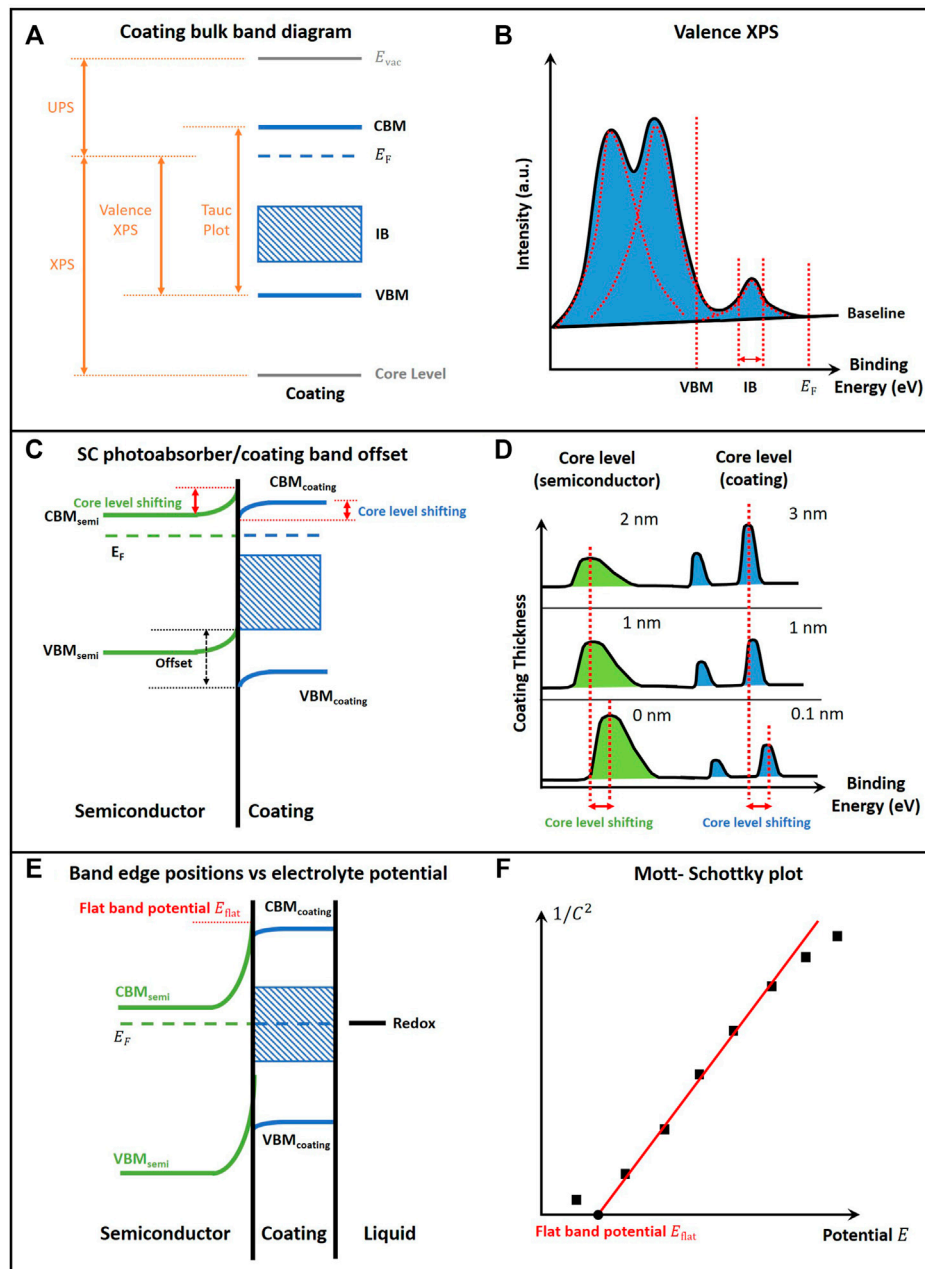 A
Coating bulk band diagram
E_vac
UPS
CBM
E_F
Valence
XPS
Tauc
Plot
IB
XPS
VBM
Core Level
Coating
B
Valence XPS
Intensity (a.u.)
Baseline
VBM
IB
E_F
Binding
Energy (eV)
C
SC photoabsorber/coating band offset
CBM_coating
Core level shifting
CBM_semi
Core level shifting
E_F
VBM_semi
Offset
VBM_coating
Semiconductor
Coating
D
Core level
(semiconductor)
Core level
(coating)
2 nm
3 nm
1 nm
1 nm
0 nm
0.1 nm
Coating Thickness
Binding
Energy (eV)
Core level shifting
Core level shifting
E
Band edge positions vs electrolyte potential
Flat band potential E_flat
CBM_coating
CBM_semi
E_F
Redox
VBM_coating
VBM_semi
Semiconductor
Coating
Liquid
F
Mott- Schottky plot
1/C²
Flat band potential E_flat
Potential E